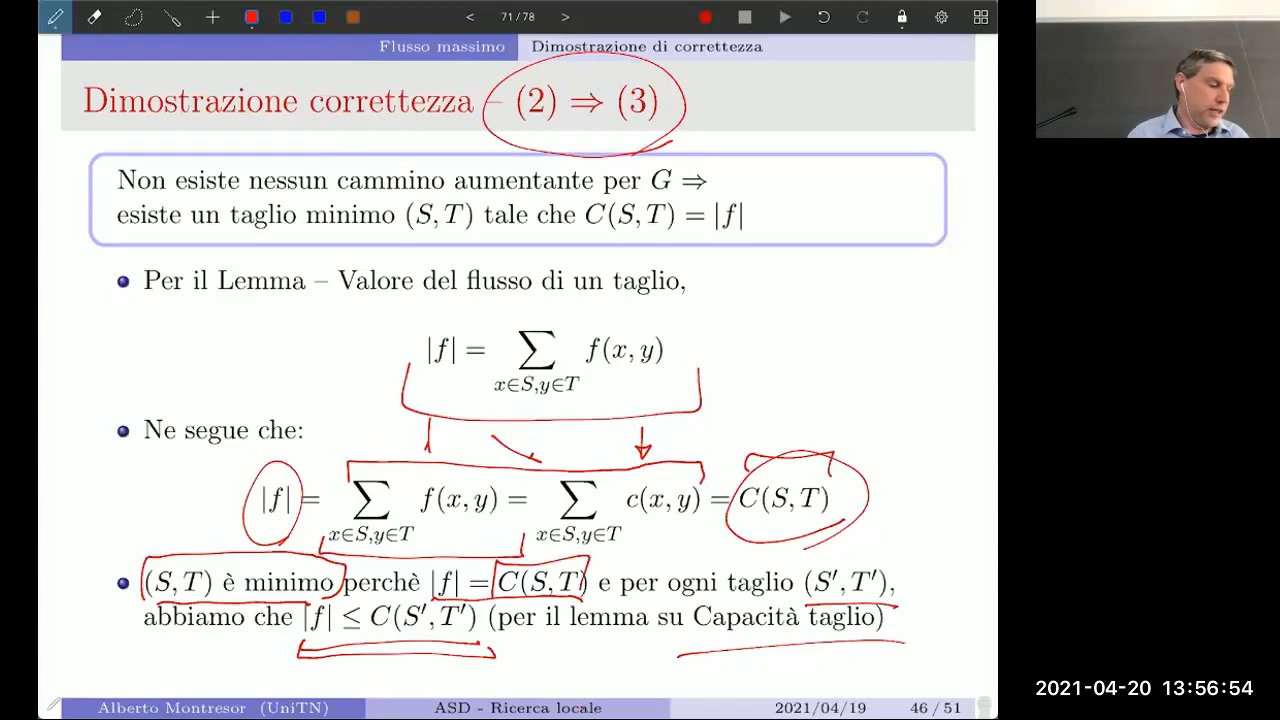 71 / 78
Flusso massimo Dimostrazione di correttezza
Dimostrazione correttezza – (2) ⇒ (3)
Non esiste nessun cammino aumentante per G ⇒
esiste un taglio minimo (S, T) tale che C(S, T) = |f|
Per il Lemma – Valore del flusso di un taglio,
|f| = ∑ f(x, y)
x∈S,y∈T
Ne segue che:
|f| = ∑ f(x, y) = ∑ c(x, y) = C(S, T)
x∈S,y∈T x∈S,y∈T
(S, T) è minimo perchè |f| = C(S, T) e per ogni taglio (S′, T′),
abbiamo che |f| ≤ C(S′, T′) (per il lemma su Capacità taglio)
Alberto Montresor (UniTN) ASD - Ricerca locale 2021/04/19 46 / 51
2021-04-20 13:56:54